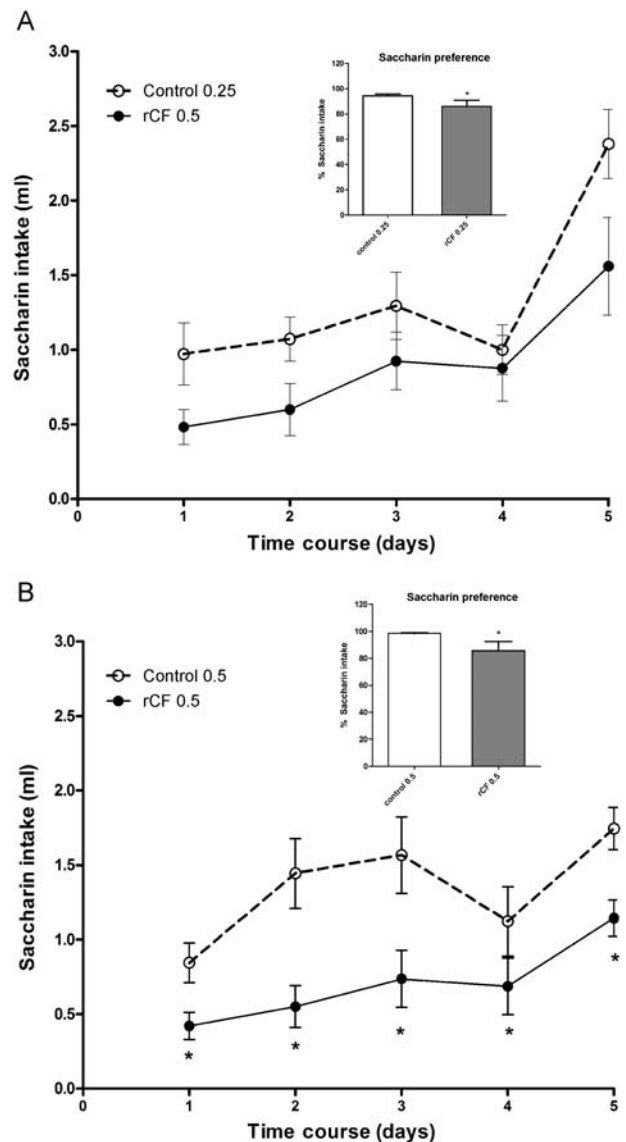 A
Saccharin intake (ml)
3.0
2.5
2.0
1.5
1.0
0.5
0.0
Control 0.25
rCF 0.5
Saccharin preference
% Saccharin intake
120
100
80
60
40
20
0
*
control 0.25
rCF 0.25
0
1
2
3
4
5
Time course (days)
B
Saccharin intake (ml)
3.0
2.5
2.0
1.5
1.0
0.5
0.0
Control 0.5
rCF 0.5
Saccharin preference
% Saccharin intake
120
100
80
60
40
20
0
*
control 0.5
rCF 0.5
*
*
*
*
*
0
1
2
3
4
5
Time course (days)